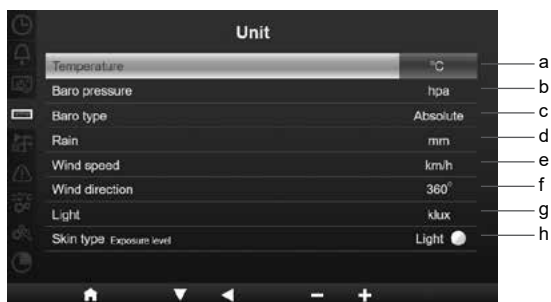 Unit
Temperature °C a
Baro pressure hpa b
Baro type Absolute c
Rain mm d
Wind speed km/h e
Wind direction 360° f
Light klux g
Skin type Exposure level Light h